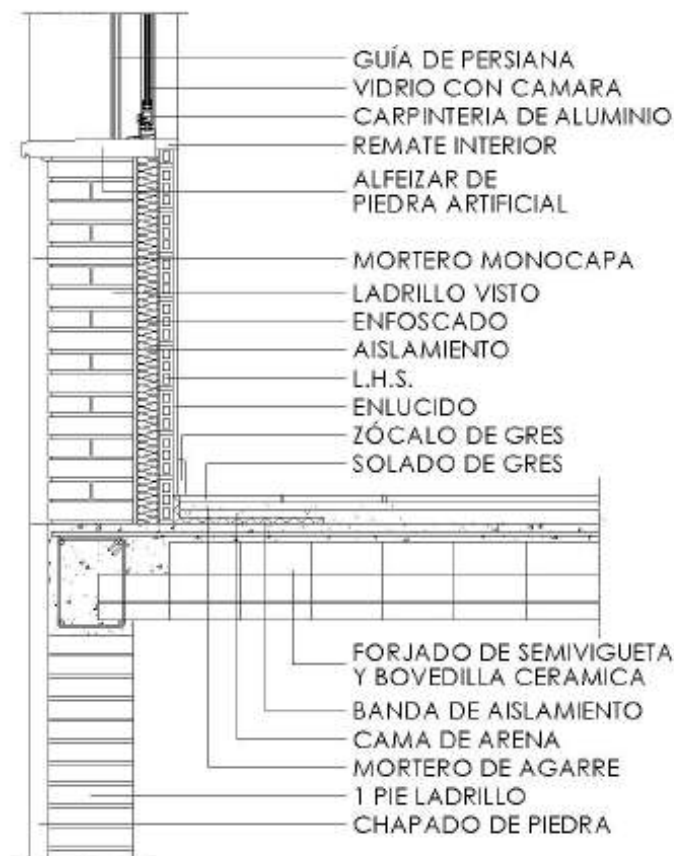 GUÍA DE PERSIANA
VIDRIO CON CAMARA
CARPINTERIA DE ALUMINIO
REMATE INTERIOR
ALFEIZAR DE
PIEDRA ARTIFICIAL
MORTERO MONOCAPA
LADRILLO VISTO
ENFOSCADO
AISLAMIENTO
L.H.S.
ENLUCIDO
ZÓCALO DE GRES
SOLADO DE GRES
FORJADO DE SEMIVIGUETA
Y BOVEDILLA CERAMICA
BANDA DE AISLAMIENTO
CAMA DE ARENA
MORTERO DE AGARRE
1 PIE LADRILLO
CHAPADO DE PIEDRA